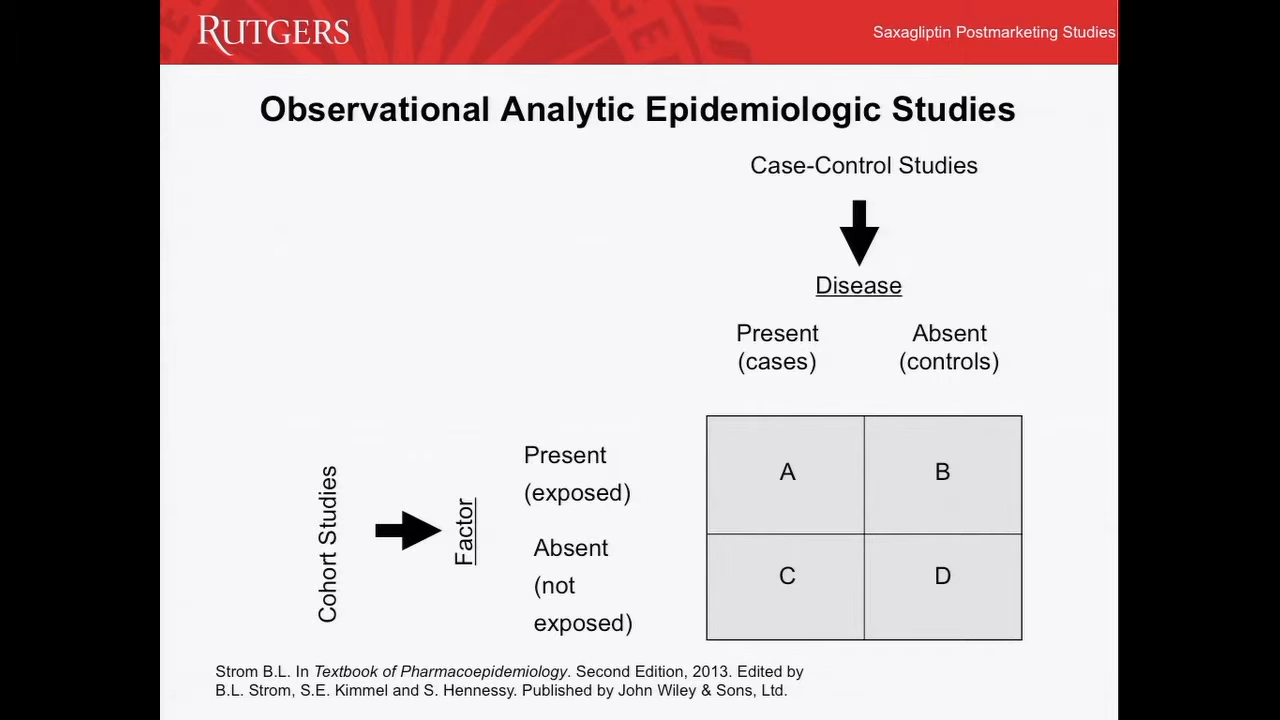 RUTGERS
Saxagliptin Postmarketing Studies
Observational Analytic Epidemiologic Studies
Case-Control Studies
Disease
Present
(cases)
Absent
(controls)
Cohort Studies
Factor
Present
(exposed)
Absent
(not
exposed)
A
B
C
D
Strom B.L. In Textbook of Pharmacoepidemiology. Second Edition, 2013. Edited by
B.L. Strom, S.E. Kimmel and S. Hennessy. Published by John Wiley & Sons, Ltd.